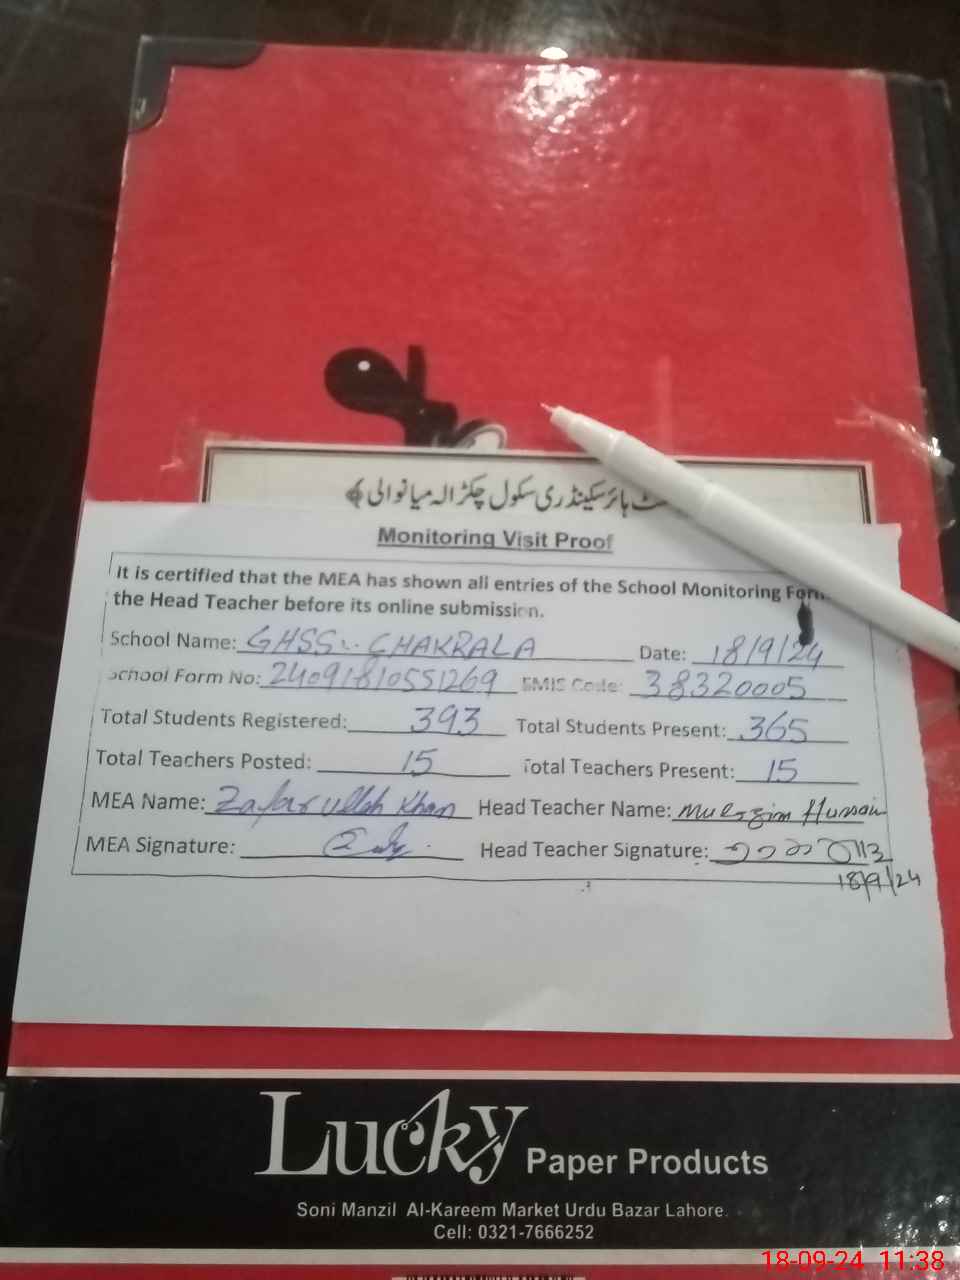 ہائر سکینڈری سکول چکڑالہ میانوالی
Monitoring Visit Proof
It is certified that the MEA has shown all entries of the School Monitoring Form
the Head Teacher before its online submission.
School Name: GHSS CHAKRALA Date: 18/9/24
School Form No: 24091810551269 EMIS Code: 38320005
Total Students Registered: 393 Total Students Present: 365
Total Teachers Posted: 15 Total Teachers Present: 15
MEA Name: Zafar ullah Khan Head Teacher Name: Hussain
MEA Signature: Head Teacher Signature:
18/9/24
Lucky Paper Products
Soni Manzil Al-Kareem Market Urdu Bazar Lahore.
Cell: 0321-7666252
18-09-24 11:38